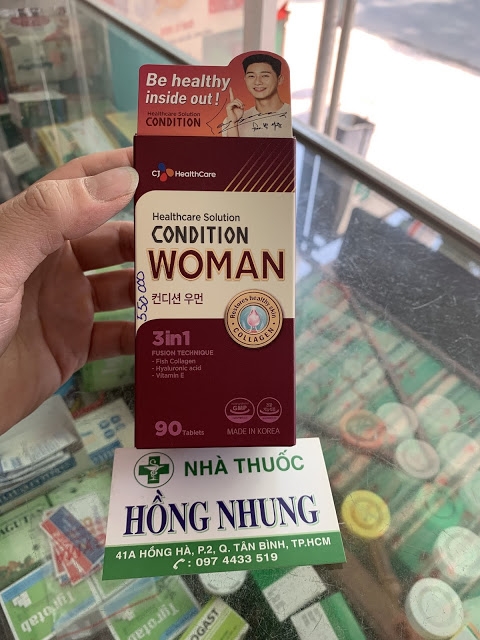 Be healthy
inside out!
Healthcare Solution
CONDITION
CJ HealthCare
Healthcare Solution
CONDITION
WOMAN
컨디션 우먼
550 000
Restores healthy skin
COLLAGEN
3in1
FUSION TECHNIQUE
- Fish Collagen
- Hyaluronic acid
- Vitamin E
GMP
90 Tablets
MADE IN KOREA
NHÀ THUỐC
HỒNG NHUNG
41A HỒNG HÀ, P.2, Q. TÂN BÌNH, TP.HCM
: 097 4433 519
Tgrotab